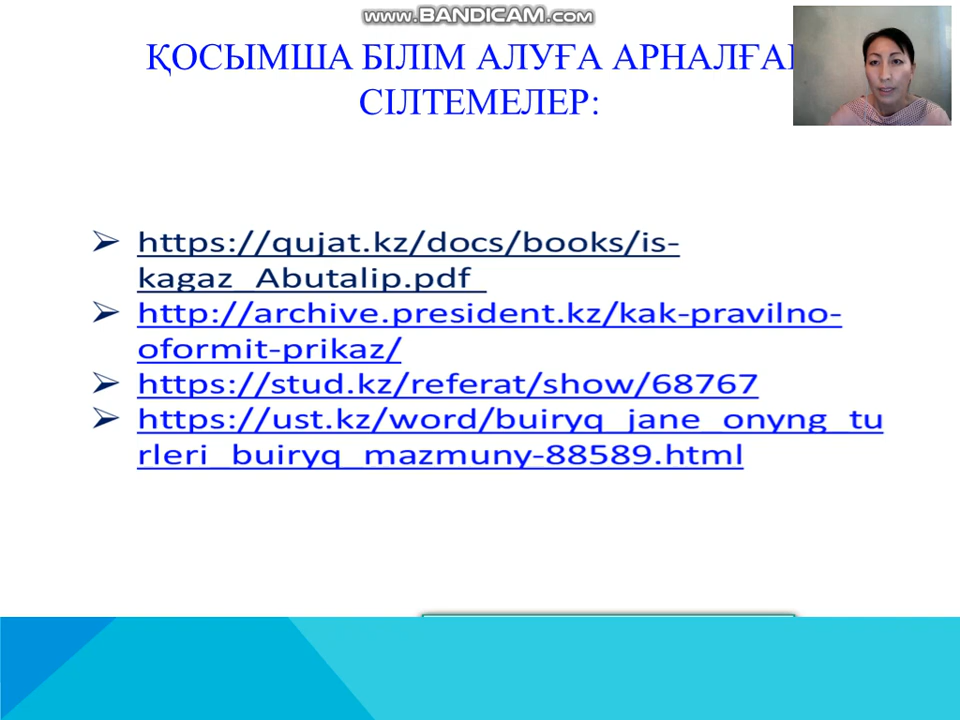 www.BANDICAM.com
ҚОСЫМША БІЛІМ АЛУҒА
СІЛТЕМЕЛЕР:
https://qujat.kz/docs/books/is-
kagaz_Abutalip.pdf
http://archive.president.kz/kak-pravilno-
oformit-prikaz/
https://stud.kz/referat/show/68767
https://ust.kz/word/buiryq_jane_onyng_tu
rleri_buiryq_mazmuny-88589.html